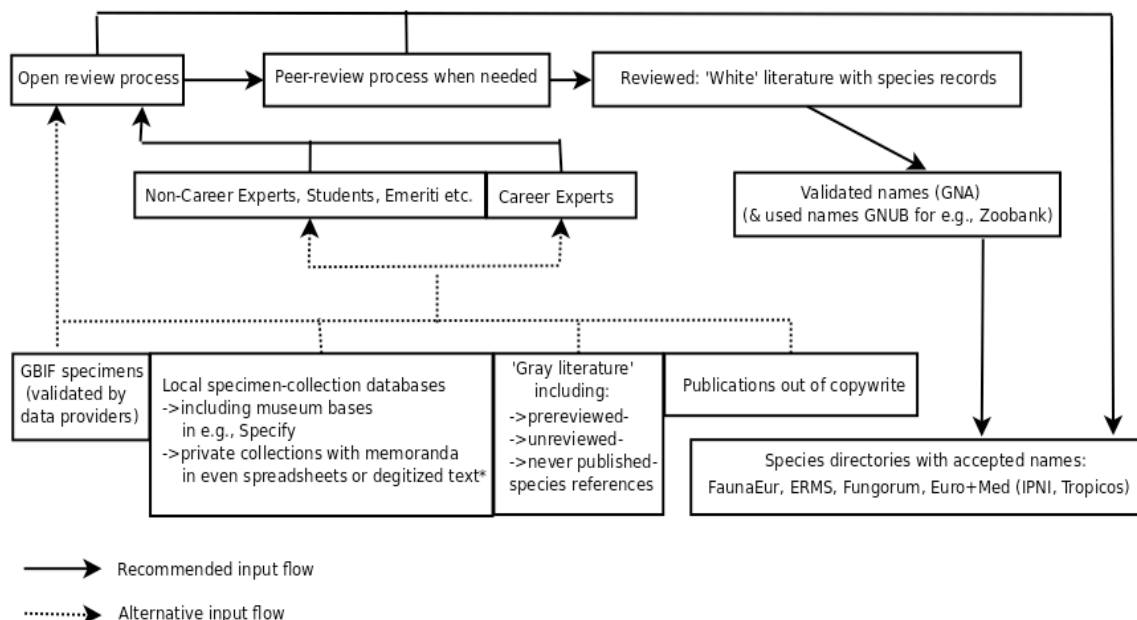 Open review process
Peer-review process when needed
Reviewed: 'White' literature with species records
Non-Career Experts, Students, Emeriti etc.
Career Experts
Validated names (GNA)
(& used names GNUB for e.g., Zoobank)
GBIF specimens
(validated by
data providers)
Local specimen-collection databases
->including museum bases
in e.g., Specify
->private collections with memoranda
in even spreadsheets or degitized text*
'Gray literature'
including:
->prereviewed-
->unreviewed-
->never published-
species references
Publications out of copywrite
Species directories with accepted names:
FaunaEur, ERMS, Fungorum, Euro+Med (IPNI, Tropicos)
Recommended input flow
Alternative input flow